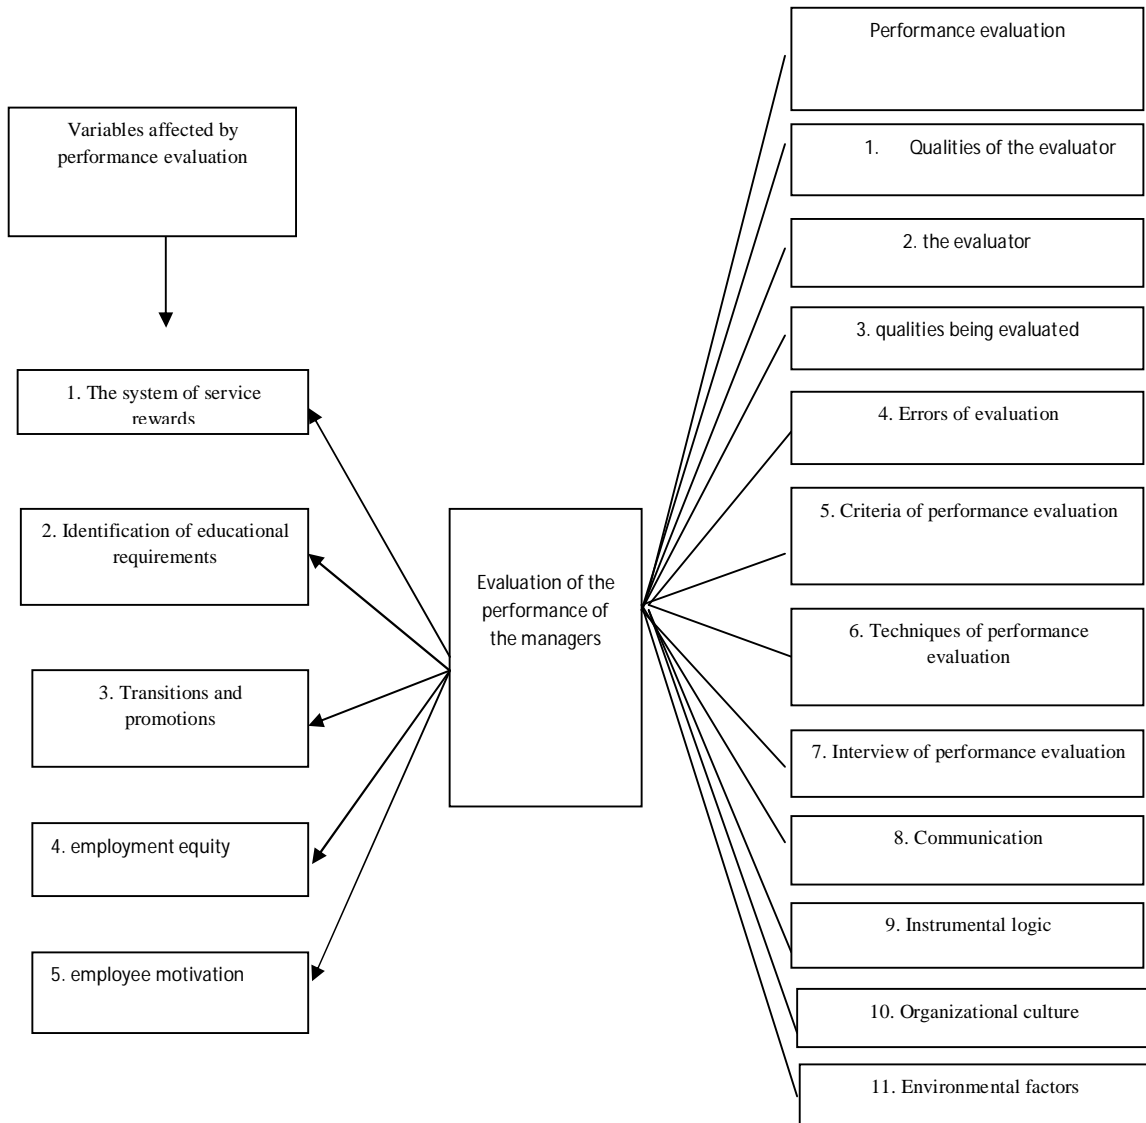 Variables affected by
performance evaluation
1. The system of service
rewards
2. Identification of educational
requirements
3. Transitions and
promotions
4. employment equity
5. employee motivation
Evaluation of the
performance of
the managers
Performance evaluation
1. Qualities of the evaluator
2. the evaluator
3. qualities being evaluated
4. Errors of evaluation
5. Criteria of performance evaluation
6. Techniques of performance
evaluation
7. Interview of performance evaluation
8. Communication
9. Instrumental logic
10. Organizational culture
11. Environmental factors